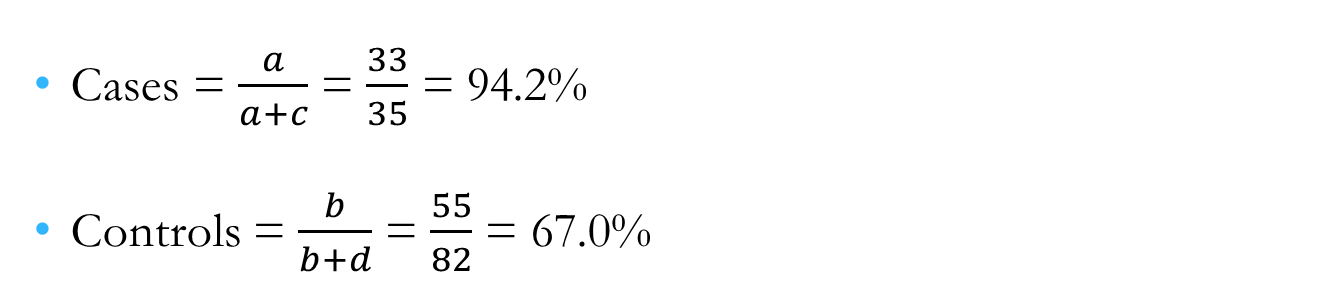 • Cases = a/(a+c) = 33/35 = 94.2%
• Controls = b/(b+d) = 55/82 = 67.0%